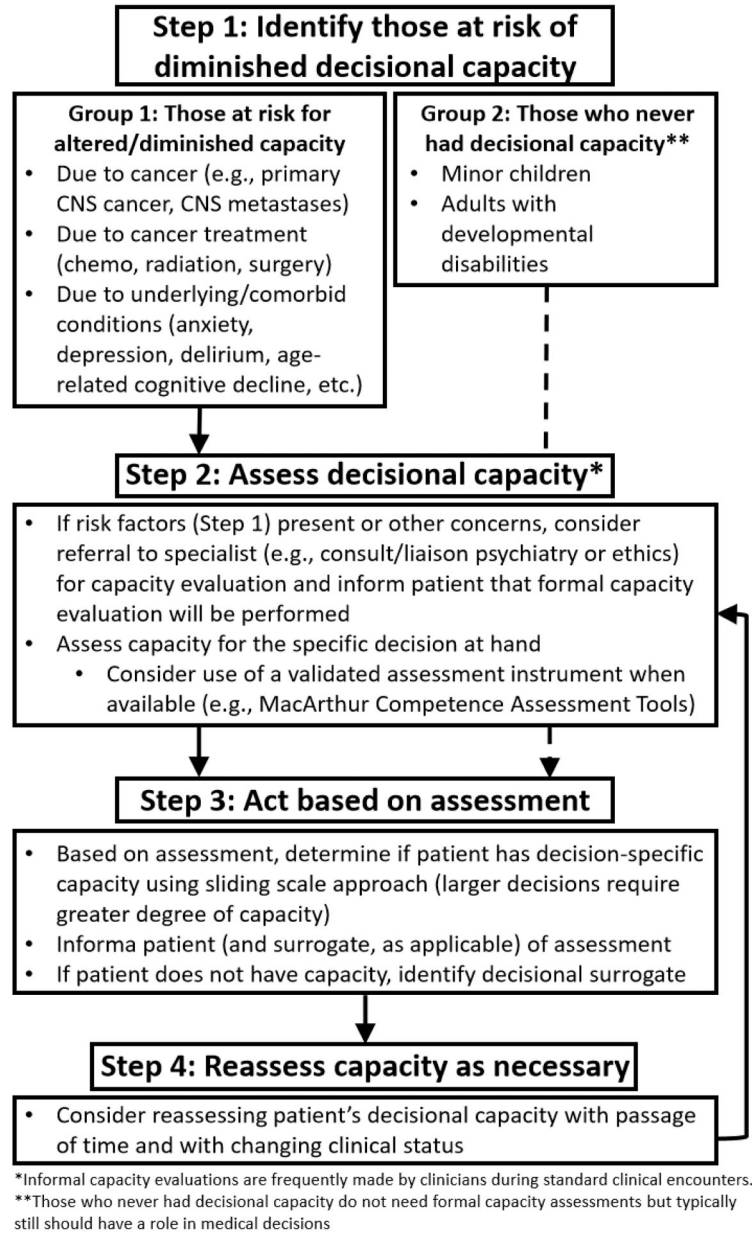 Step 1: Identify those at risk of
diminished decisional capacity
Group 1: Those at risk for
altered/diminished capacity
• Due to cancer (e.g., primary
CNS cancer, CNS metastases)
• Due to cancer treatment
(chemo, radiation, surgery)
• Due to underlying/comorbid
conditions (anxiety,
depression, delirium, age-
related cognitive decline, etc.)
Group 2: Those who never
had decisional capacity**
• Minor children
• Adults with
developmental
disabilities
Step 2: Assess decisional capacity*
• If risk factors (Step 1) present or other concerns, consider
referral to specialist (e.g., consult/liaison psychiatry or ethics)
for capacity evaluation and inform patient that formal capacity
evaluation will be performed
• Assess capacity for the specific decision at hand
• Consider use of a validated assessment instrument when
available (e.g., MacArthur Competence Assessment Tools)
Step 3: Act based on assessment
• Based on assessment, determine if patient has decision-specific
capacity using sliding scale approach (larger decisions require
greater degree of capacity)
• Informa patient (and surrogate, as applicable) of assessment
• If patient does not have capacity, identify decisional surrogate
Step 4: Reassess capacity as necessary
• Consider reassessing patient's decisional capacity with passage
of time and with changing clinical status
*Informal capacity evaluations are frequently made by clinicians during standard clinical encounters.
**Those who never had decisional capacity do not need formal capacity assessments but typically
still should have a role in medical decisions